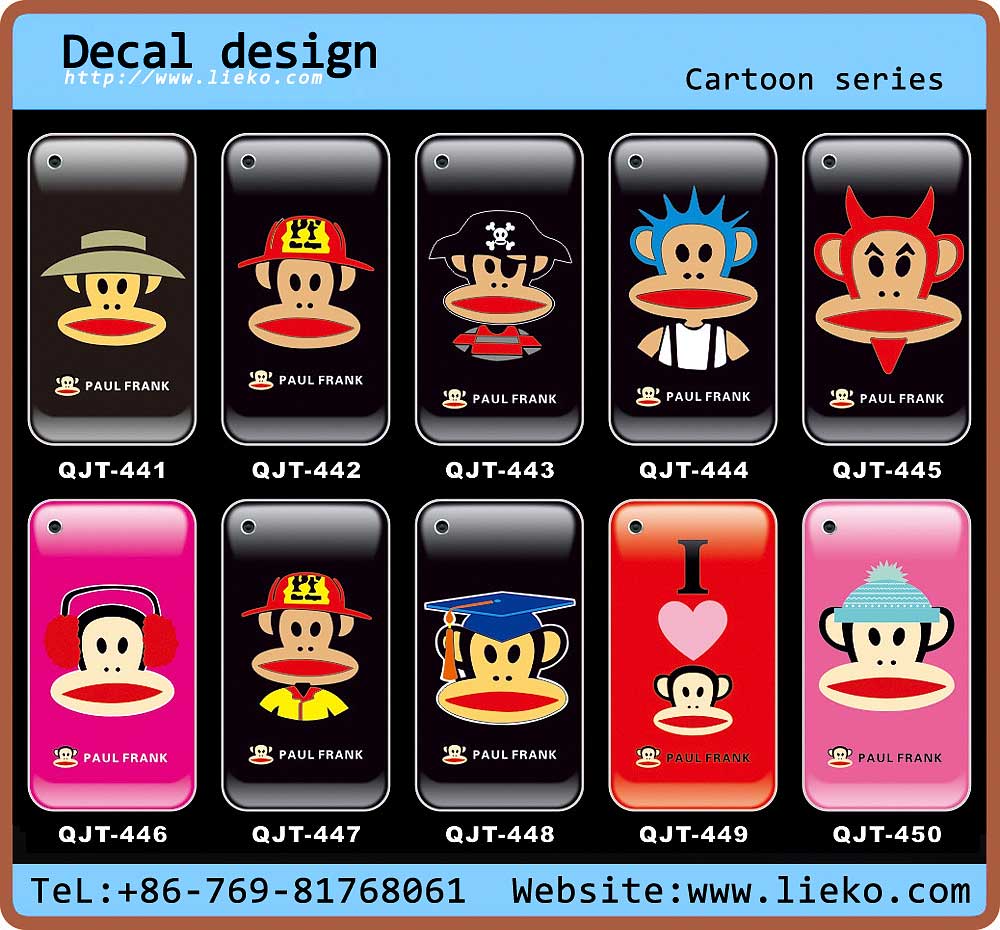 Decal design
http://www.lieko.com
Cartoon series
PF
PAUL FRANK
PAUL FRANK
PAUL FRANK
PAUL FRANK
PAUL FRANK
QJT-441
QJT-442
QJT-443
QJT-444
QJT-445
I
PF
PAUL FRANK
PAUL FRANK
PAUL FRANK
PAUL FRANK
PAUL FRANK
QJT-446
QJT-447
QJT-448
QJT-449
QJT-450
TeL:+86-769-81768061
Website:www.lieko.com